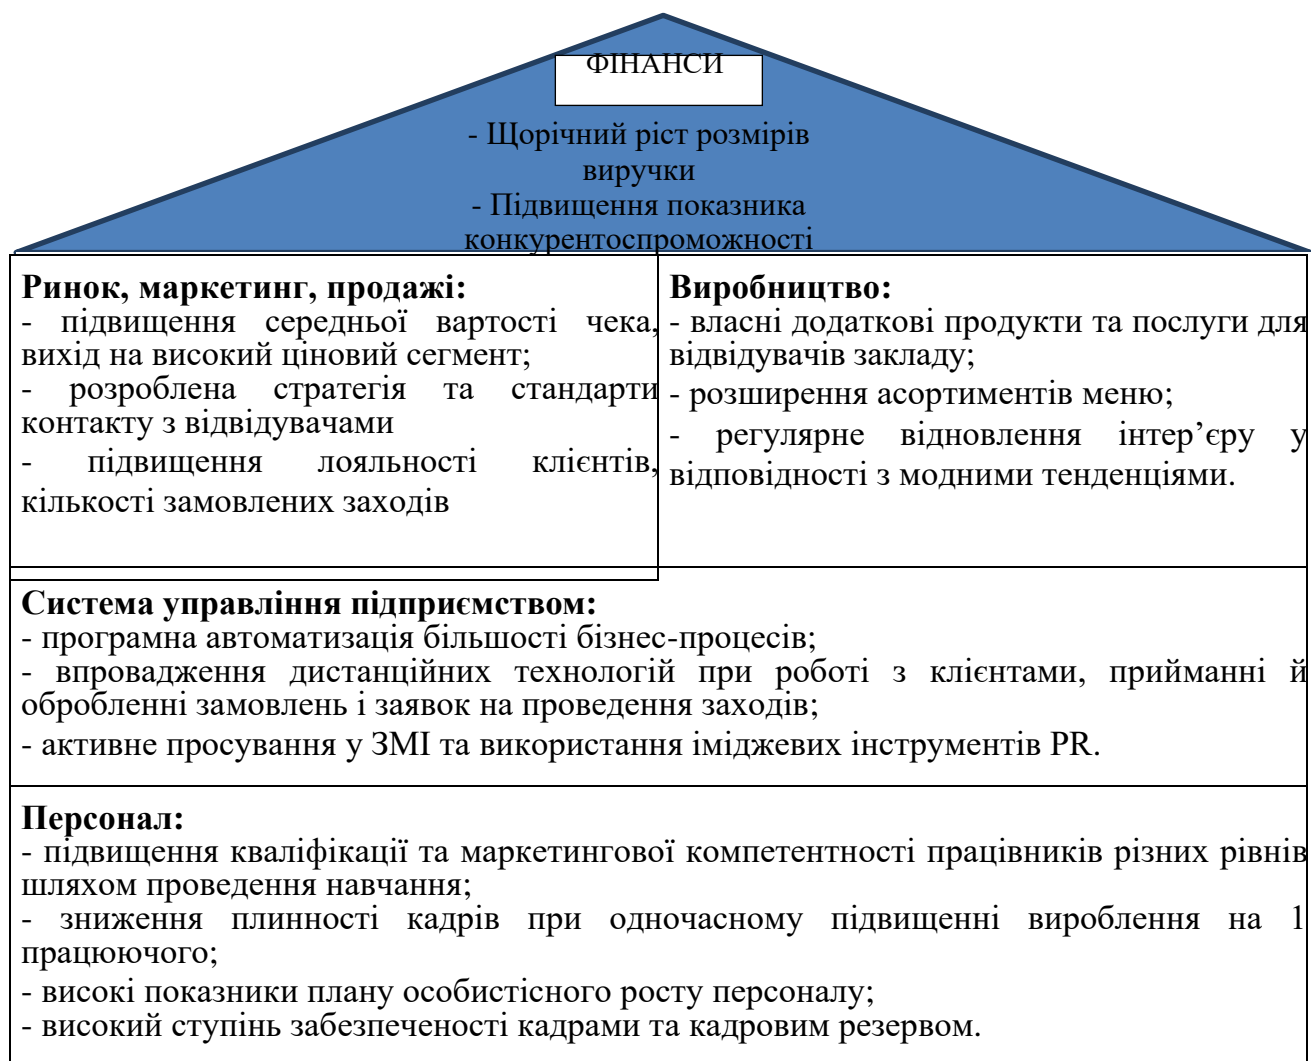 ФІНАНСИ
- Щорічний ріст розмірів
виручки
- Підвищення показника
конкурентоспроможності
Ринок, маркетинг, продажі:
- підвищення середньої вартості чека,
вихід на високий ціновий сегмент;
- розроблена стратегія та стандарти
контакту з відвідувачами
- підвищення лояльності клієнтів,
кількості замовлених заходів
Виробництво:
- власні додаткові продукти та послуги для
відвідувачів закладу;
- розширення асортиментів меню;
- регулярне відновлення інтер’єру у
відповідності з модними тенденціями.
Система управління підприємством:
- програмна автоматизація більшості бізнес-процесів;
- впровадження дистанційних технологій при роботі з клієнтами, прийманні й
обробленні замовлень і заявок на проведення заходів;
- активне просування у ЗМІ та використання іміджевих інструментів PR.
Персонал:
- підвищення кваліфікації та маркетингової компетентності працівників різних рівнів
шляхом проведення навчання;
- зниження плинності кадрів при одночасному підвищенні вироблення на 1
працюючого;
- високі показники плану особистісного росту персоналу;
- високий ступінь забезпеченості кадрами та кадровим резервом.